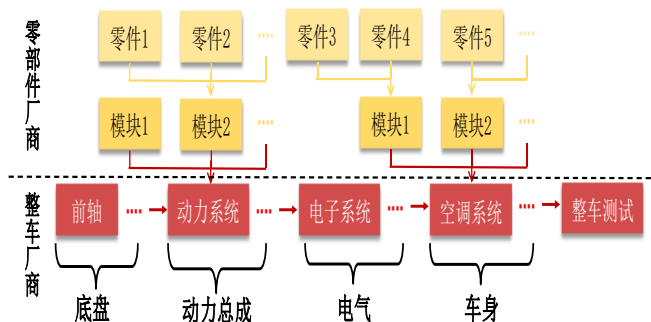 零部件厂商
零件1 零件2 ···· 零件3 零件4 零件5 ····
模块1 模块2 ···· 模块1 模块2 ····
整车厂商
前轴 ···· 动力系统 ···· 电子系统 ···· 空调系统 ···· 整车测试
底盘 动力总成 电气 车身